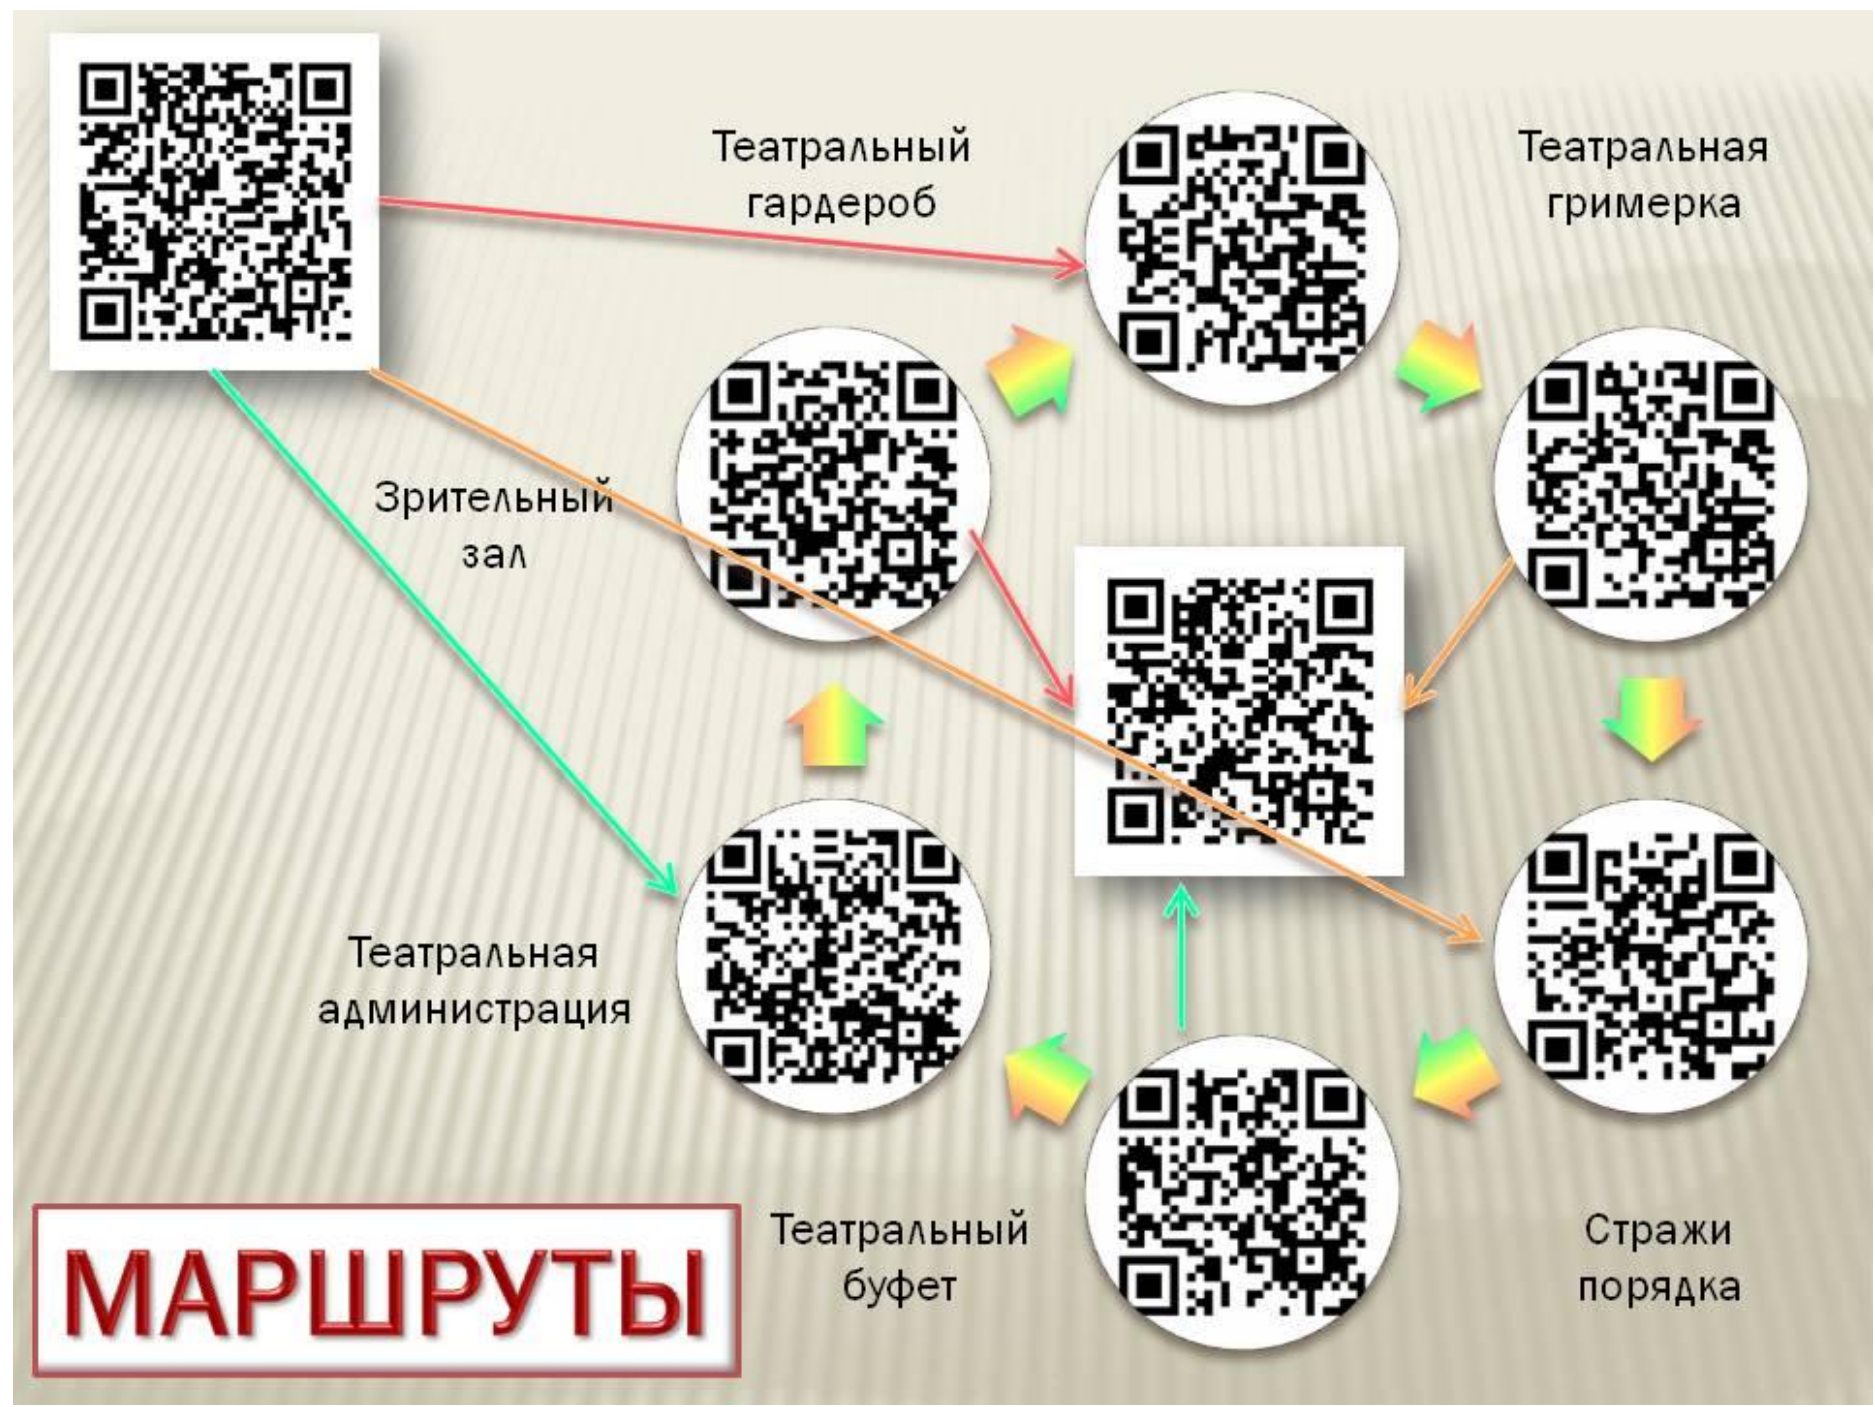 Театральный
гардероб
Театральная
гримерка
Зрительный
зал
Театральная
администрация
Театральный
буфет
Стражи
порядка
МАРШРУТЫ